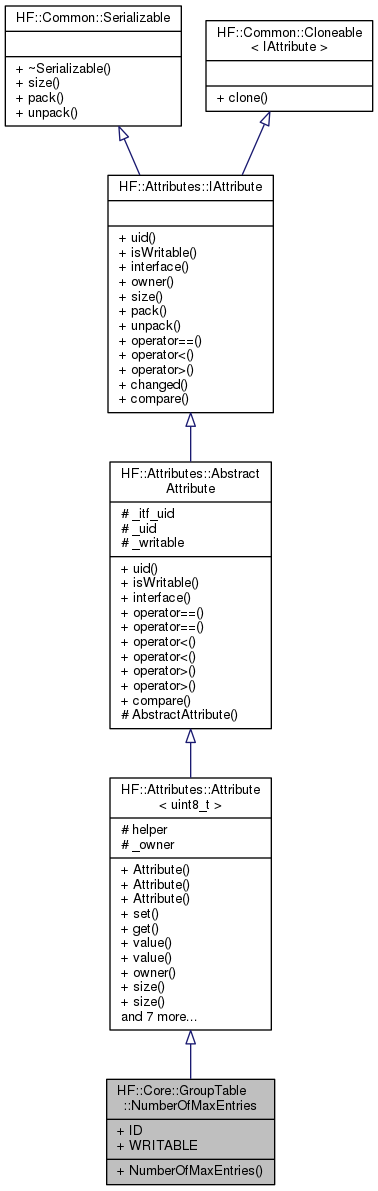 HF::Common::Serializable
+ ~Serializable()
+ size()
+ pack()
+ unpack()
HF::Common::Cloneable
< IAttribute >
+ clone()
HF::Attributes::IAttribute
+ uid()
+ isWritable()
+ interface()
+ owner()
+ size()
+ pack()
+ unpack()
+ operator==()
+ operator<()
+ operator>()
+ changed()
+ compare()
HF::Attributes::Abstract
Attribute
# _itf_uid
# _uid
# _writable
+ uid()
+ isWritable()
+ interface()
+ operator==()
+ operator==()
+ operator<()
+ operator<()
+ operator>()
+ operator>()
+ compare()
# AbstractAttribute()
HF::Attributes::Attribute
< uint8_t >
# helper
# _owner
+ Attribute()
+ Attribute()
+ Attribute()
+ set()
+ get()
+ value()
+ value()
+ owner()
+ size()
+ size()
and 7 more...
HF::Core::GroupTable
::NumberOfMaxEntries
+ ID
+ WRITABLE
+ NumberOfMaxEntries()